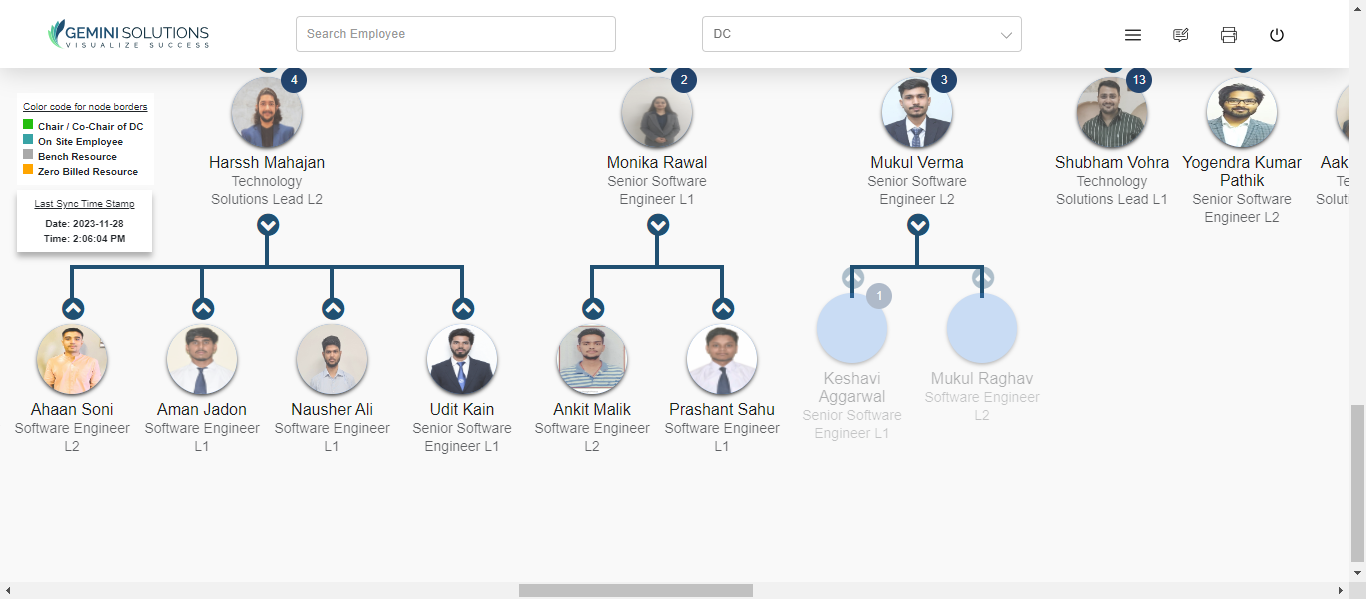 GEMINI SOLUTIONS
VISUALIZE SUCCESS
Search Employee
DC
Color code for node borders
Chair / Co-Chair of DC
On Site Employee
Bench Resource
Zero Billed Resource
Last Sync Time Stamp
Date: 2023-11-28
Time: 2:06:04 PM
4
Harssh Mahajan
Technology
Solutions Lead L2
2
Monika Rawal
Senior Software
Engineer L1
3
Mukul Verma
Senior Software
Engineer L2
13
Shubham Vohra
Technology
Solutions Lead L1
Yogendra Kumar
Pathik
Senior Software
Engineer L2
Aak
Te
Solut
Ahaan Soni
Software Engineer
L2
Aman Jadon
Software Engineer
L1
Nausher Ali
Software Engineer
L1
Udit Kain
Senior Software
Engineer L1
Ankit Malik
Software Engineer
L2
Prashant Sahu
Software Engineer
L1
1
Keshavi
Aggarwal
Senior Software
Engineer L1
Mukul Raghav
Software Engineer
L2